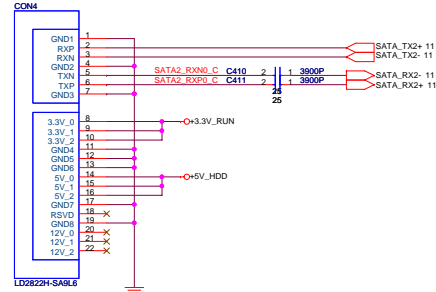 CON4
GND1 1
RXP 2 SATA_TX2+ 11
RXN 3 SATA_TX2- 11
GND2 4
TXN 5 SATA2_RXN0_C C410 2 1 3900P SATA_RX2- 11
TXP 6 SATA2_RXP0_C C411 2 1 3900P SATA_RX2+ 11
GND3 7
25
25
3.3V_0 8 +3.3V_RUN
3.3V_1 9
3.3V_2 10
GND4 11
GND5 12
GND6 13
5V_0 14 +5V_HDD
5V_1 15
5V_2 16
GND7 17
RSVD 18
GND8 19
12V_0 20
12V_1 21
12V_2 22
LD2822H-SA9L6